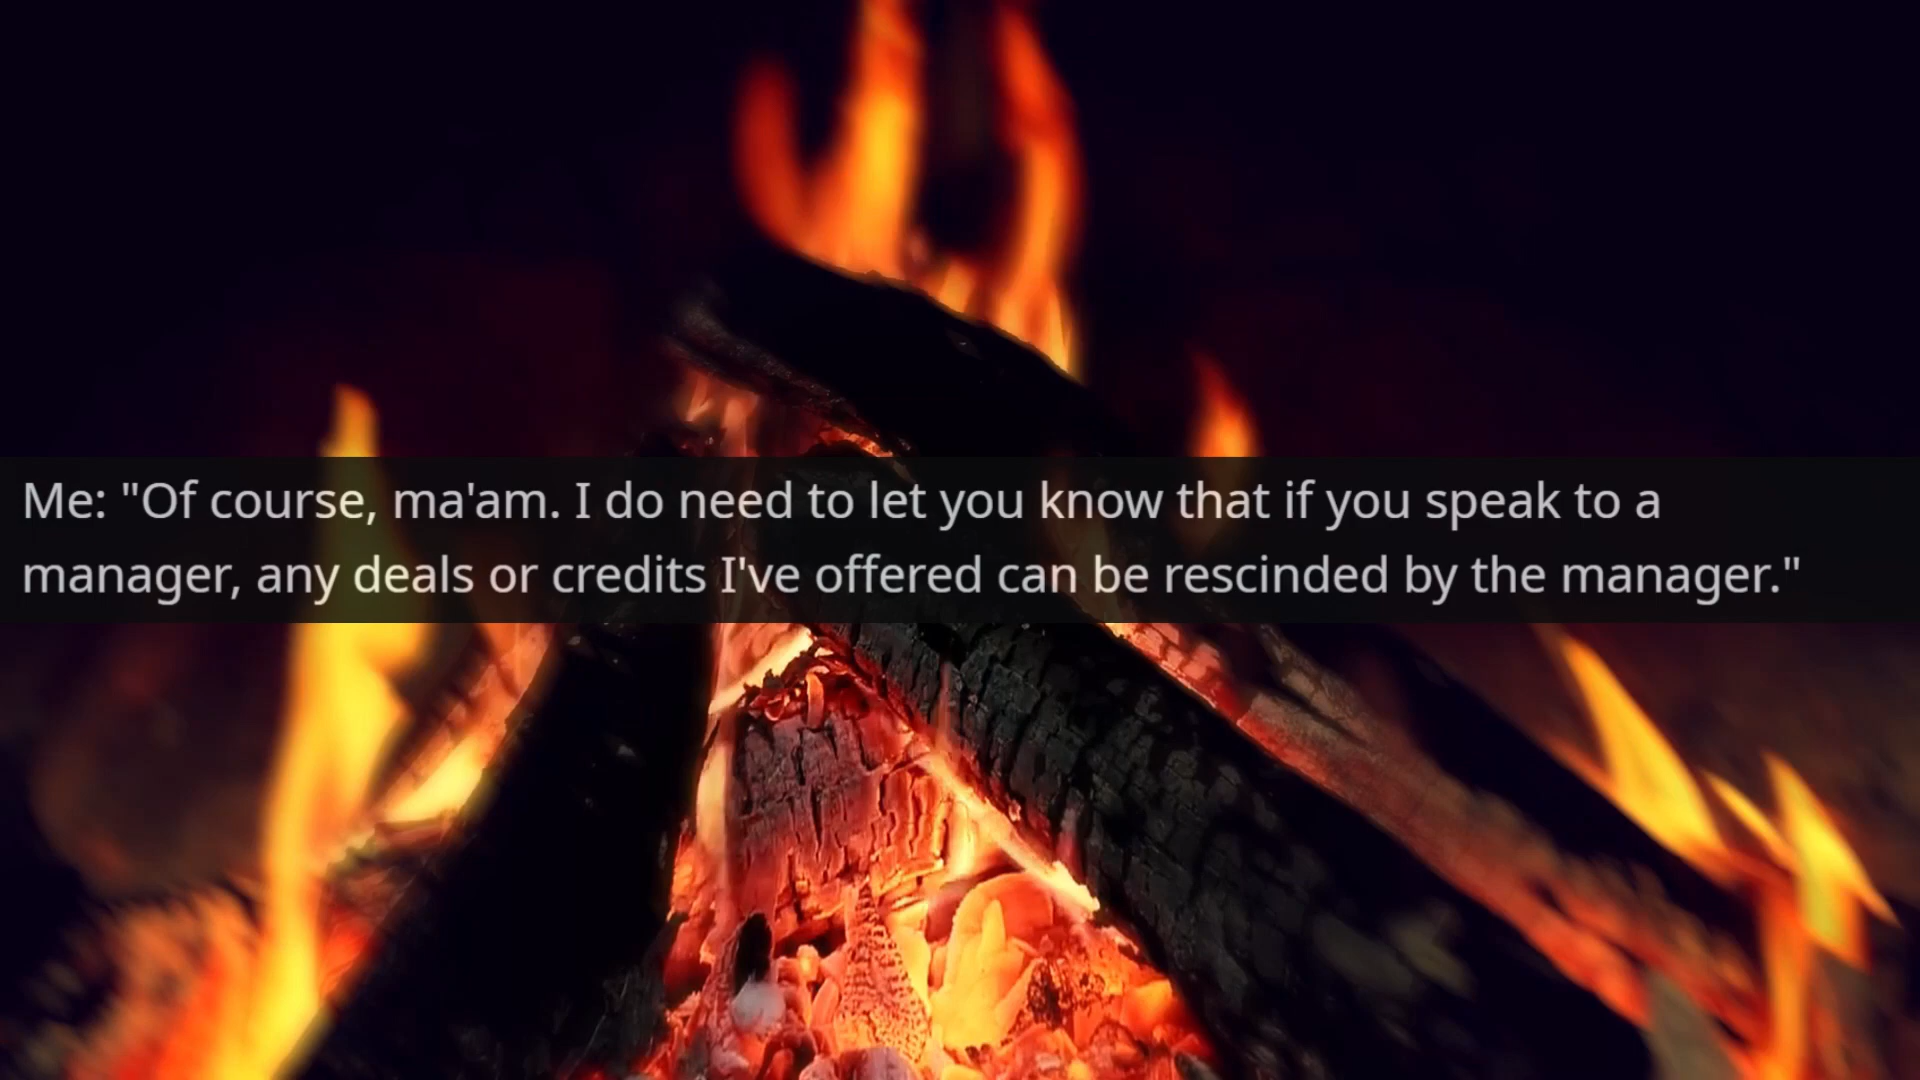 Me: "Of course, ma'am. I do need to let you know that if you speak to a
manager, any deals or credits I've offered can be rescinded by the manager."